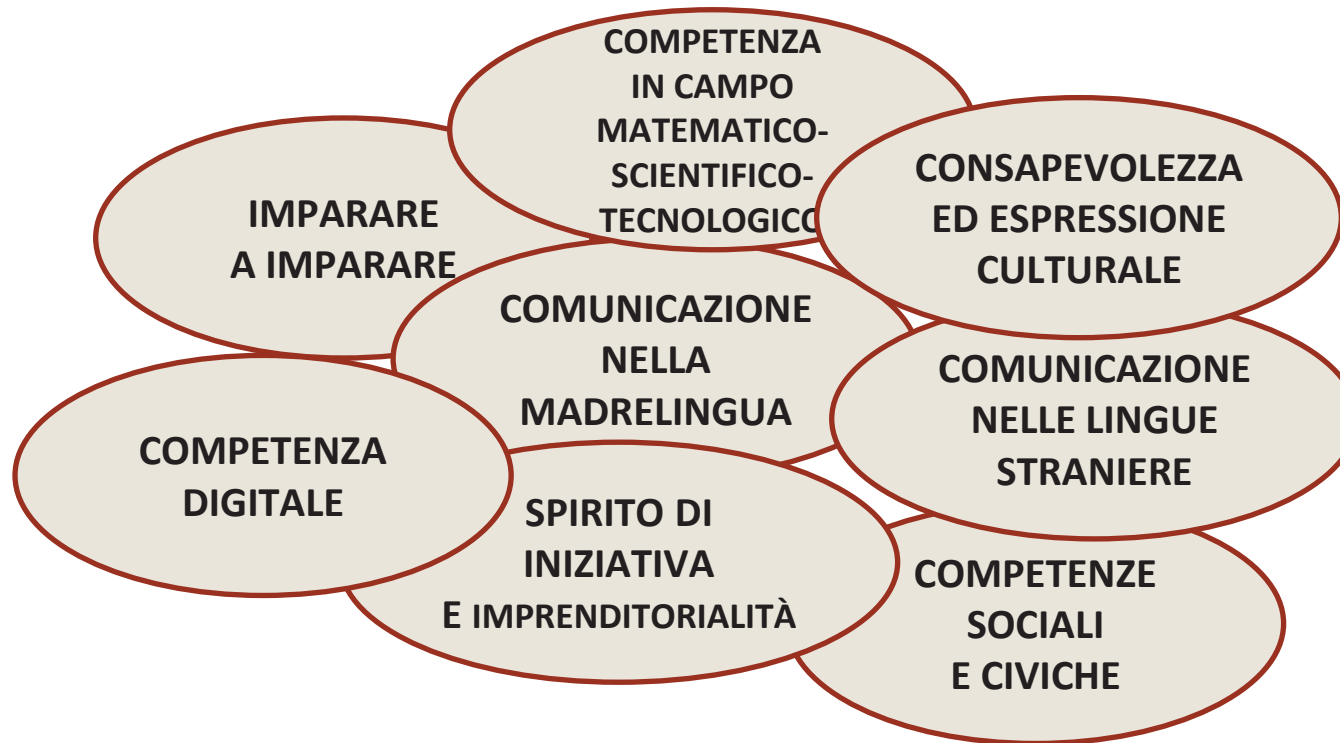 COMPETENZA
IN CAMPO
MATEMATICO-
SCIENTIFICO-
TECNOLOGICO
CONSAPEVOLEZZA
ED ESPRESSIONE
CULTURALE
IMPARARE
A IMPARARE
COMUNICAZIONE
NELLA
MADRELINGUA
COMUNICAZIONE
NELLE LINGUE
STRANIERE
COMPETENZA
DIGITALE
SPIRITO DI
INIZIATIVA
E IMPRENDITORIALITÀ
COMPETENZE
SOCIALI
E CIVICHE